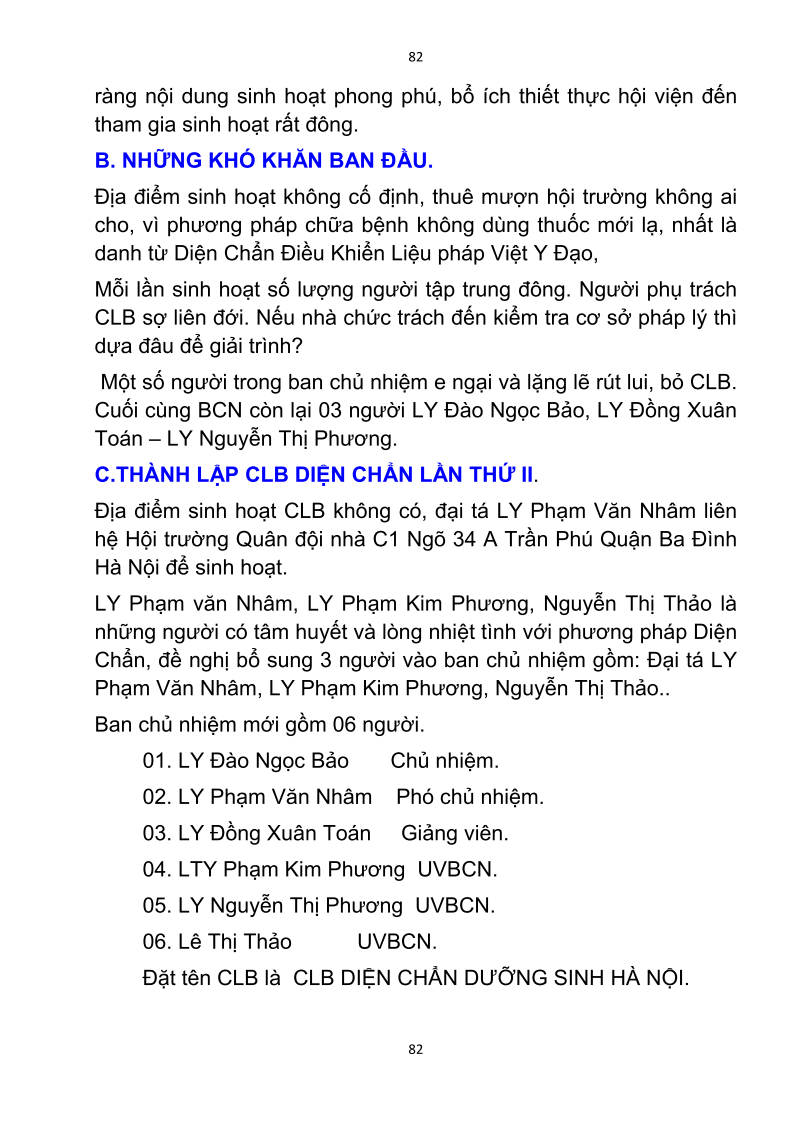 82
ràng nội dung sinh hoạt phong phú, bổ ích thiết thực hội viện đến
tham gia sinh hoạt rất đông.
B. NHỮNG KHÓ KHĂN BAN ĐẦU.
Địa điểm sinh hoạt không cố định, thuê mượn hội trường không ai
cho, vì phương pháp chữa bệnh không dùng thuốc mới lạ, nhất là
danh từ Diện Chẩn Điều Khiển Liệu pháp Việt Y Đạo,
Mỗi lần sinh hoạt số lượng người tập trung đông. Người phụ trách
CLB sợ liên đới. Nếu nhà chức trách đến kiểm tra cơ sở pháp lý thì
dựa đâu để giải trình?
Một số người trong ban chủ nhiệm e ngại và lặng lẽ rút lui, bỏ CLB.
Cuối cùng BCN còn lại 03 người LY Đào Ngọc Bảo, LY Đồng Xuân
Toán – LY Nguyễn Thị Phương.
C.THÀNH LẬP CLB DIỆN CHẨN LẦN THỨ II.
Địa điểm sinh hoạt CLB không có, đại tá LY Phạm Văn Nhâm liên
hệ Hội trường Quân đội nhà C1 Ngõ 34 A Trần Phú Quận Ba Đình
Hà Nội để sinh hoạt.
LY Phạm văn Nhâm, LY Phạm Kim Phương, Nguyễn Thị Thảo là
những người có tâm huyết và lòng nhiệt tình với phương pháp Diện
Chẩn, đề nghị bổ sung 3 người vào ban chủ nhiệm gồm: Đại tá LY
Phạm Văn Nhâm, LY Phạm Kim Phương, Nguyễn Thị Thảo..
Ban chủ nhiệm mới gồm 06 người.
01. LY Đào Ngọc Bảo Chủ nhiệm.
02. LY Phạm Văn Nhâm Phó chủ nhiệm.
03. LY Đồng Xuân Toán Giảng viên.
04. LTY Phạm Kim Phương UVBCN.
05. LY Nguyễn Thị Phương UVBCN.
06. Lê Thị Thảo UVBCN.
Đặt tên CLB là CLB DIỆN CHẨN DƯỠNG SINH HÀ NỘI.
82